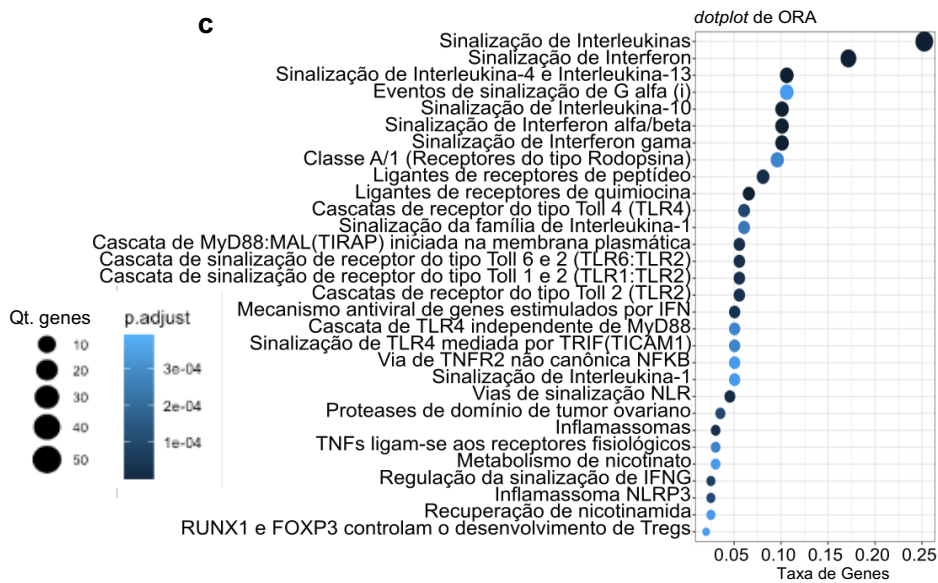 c
dotplot de ORA
Sinalização de Interleukinas
Sinalização de Interferon
Sinalização de Interleukina-4 e Interleukina-13
Eventos de sinalização de G alfa (i)
Sinalização de Interleukina-10
Sinalização de Interferon alfa/beta
Sinalização de Interferon gama
Classe A/1 (Receptores do tipo Rodopsina)
Ligantes de receptores de peptídeo
Ligantes de receptores de quimiocina
Cascatas de receptor do tipo Toll 4 (TLR4)
Sinalização da família de Interleukina-1
Cascata de MyD88:MAL(TIRAP) iniciada na membrana plasmática
Cascata de sinalização de receptor do tipo Toll 6 e 2 (TLR6:TLR2)
Cascata de sinalização de receptor do tipo Toll 1 e 2 (TLR1:TLR2)
Cascatas de receptor do tipo Toll 2 (TLR2)
Mecanismo antiviral de genes estimulados por IFN
Cascata de TLR4 independente de MyD88
Sinalização de TLR4 mediada por TRIF(TICAM1)
Via de TNFR2 não canônica NFKB
Sinalização de Interleukina-1
Vias de sinalização NLR
Proteases de domínio de tumor ovariano
Inflamassomas
TNFs ligam-se aos receptores fisiológicos
Metabolismo de nicotinato
Regulação da sinalização de IFNG
Inflamassoma NLRP3
Recuperação de nicotinamida
RUNX1 e FOXP3 controlam o desenvolvimento de Tregs
0.05 0.10 0.15 0.20 0.25
Taxa de Genes
Qt. genes
10
20
30
40
50
p.adjust
3e-04
2e-04
1e-04